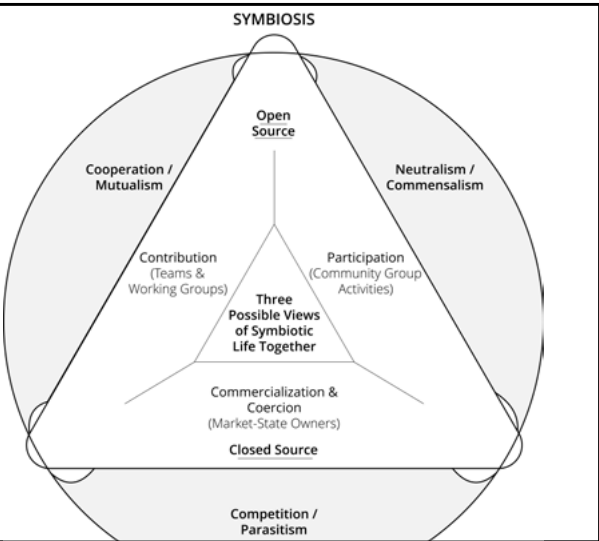 SYMBIOSIS
Open
Source
Cooperation /
Mutualism
Neutralism /
Commensalism
Contribution
(Teams &
Working Groups)
Participation
(Community Group
Activities)
Three
Possible Views
of Symbiotic
Life Together
Commercialization &
Coercion
(Market-State Owners)
Closed Source
Competition /
Parasitism